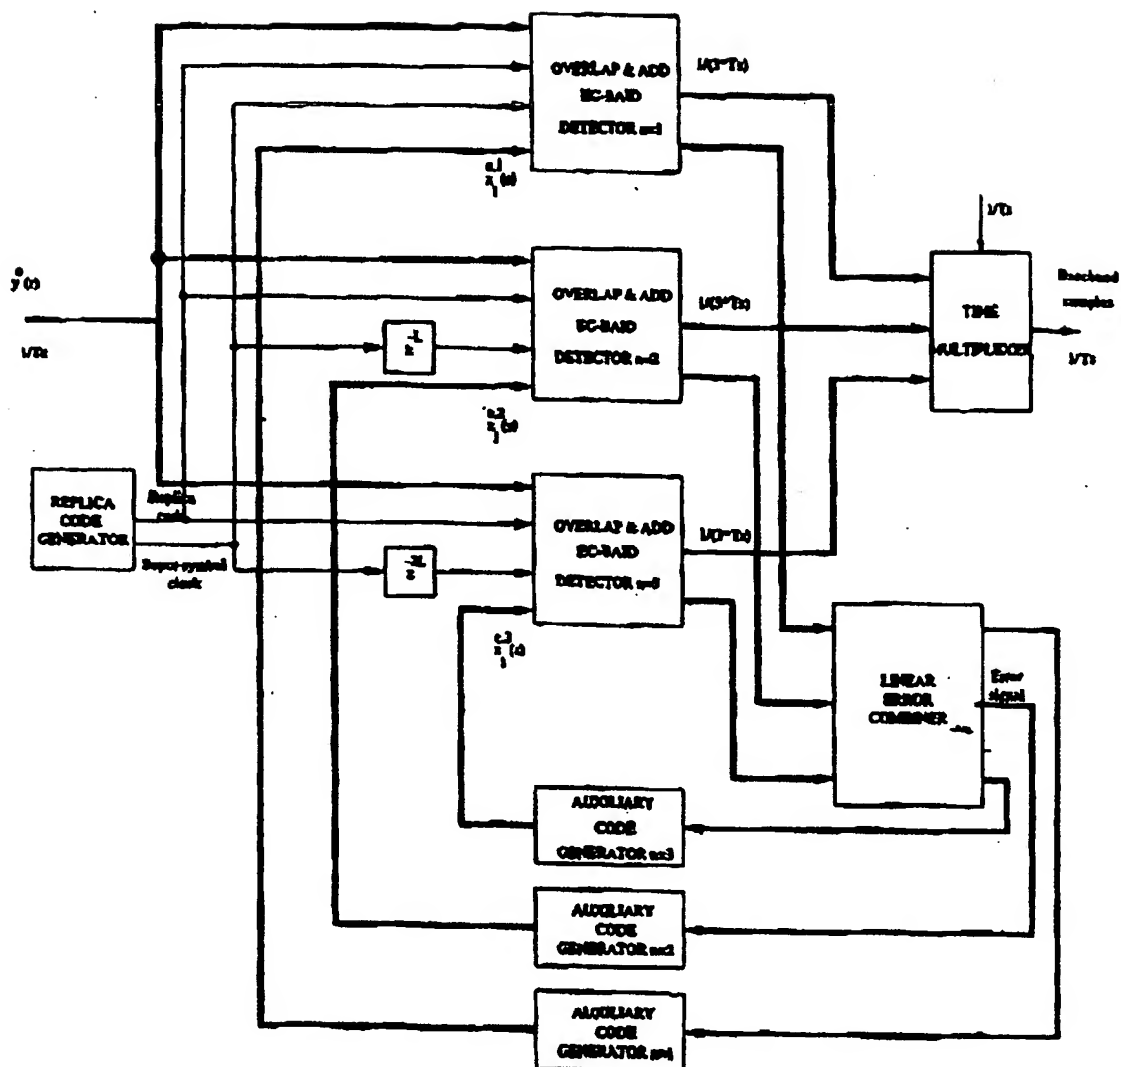 OVERLAP & ADD
EC-BAID
DETECTOR n=1
1/(3*Ts)
1/Ts
OVERLAP & ADD
EC-BAID
DETECTOR n=2
1/(3*Ts)
-L
z
TIME
MULTIPLEXER
Baseband
samples
1/Ts
REPLICA
CODE
GENERATOR
Replica
code
Super-symbol
clock
OVERLAP & ADD
EC-BAID
DETECTOR n=3
1/(3*Ts)
-2L
z
LINEAR
ERROR
COMBINER
Error
signal
AUXILIARY
CODE
GENERATOR n=3
AUXILIARY
CODE
GENERATOR n=2
AUXILIARY
CODE
GENERATOR n=1